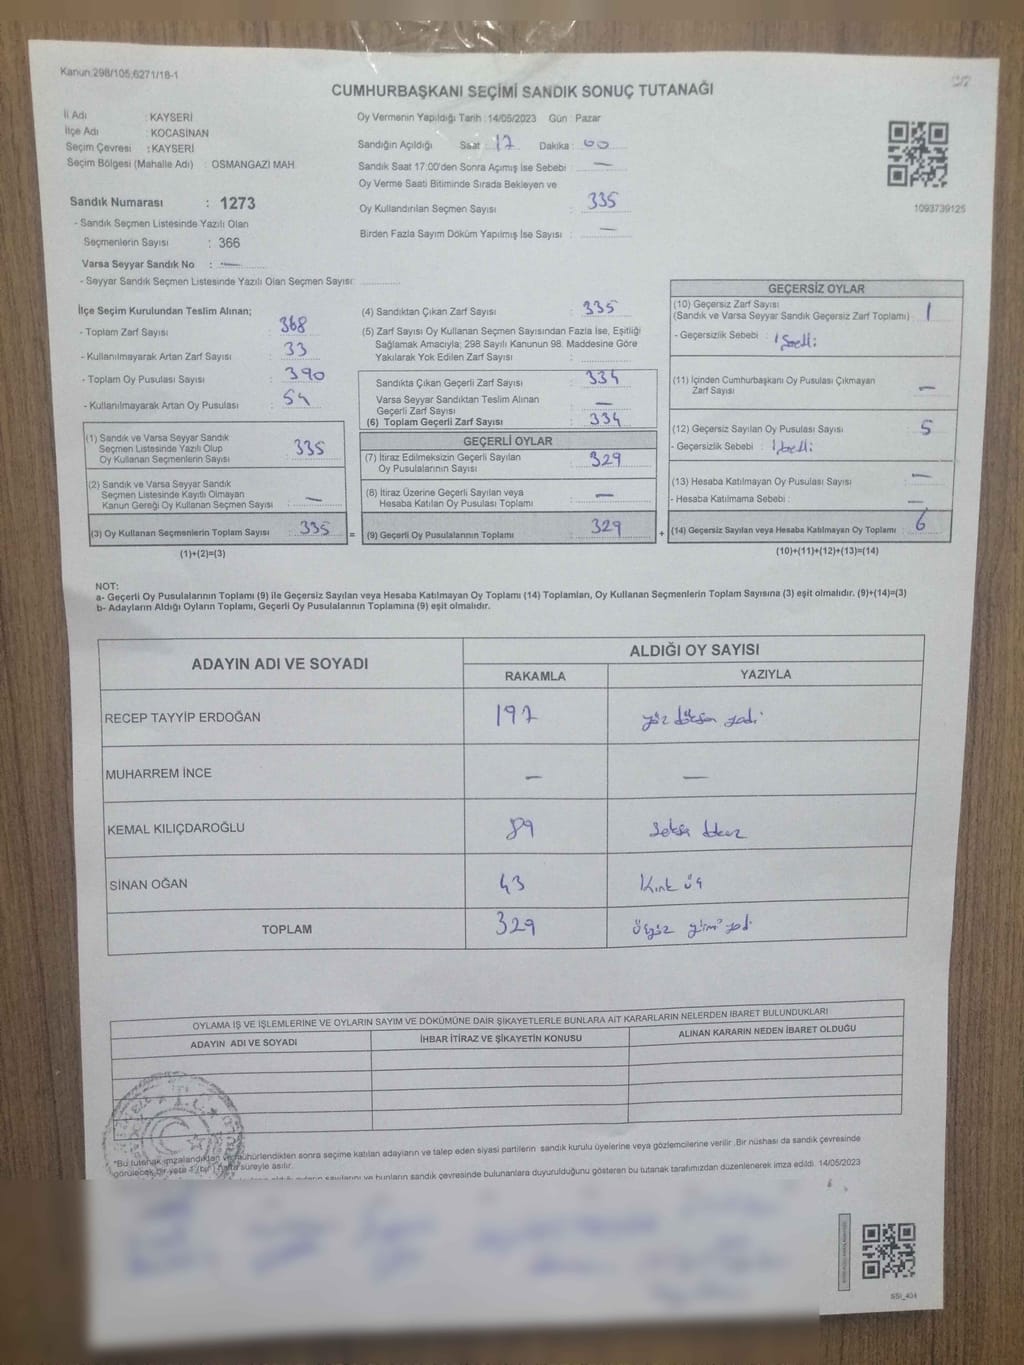 Kanun:298/105;6271/18-1
CUMHURBAŞKANI SEÇİMİ SANDIK SONUÇ TUTANAĞI
İl Adı : KAYSERİ
İlçe Adı : KOCASİNAN
Seçim Çevresi : KAYSERİ
Seçim Bölgesi (Mahalle Adı) : OSMANGAZI MAH
Sandık Numarası : 1273
- Sandık Seçmen Listesinde Yazılı Olan
Seçmenlerin Sayısı : 366
Varsa Seyyar Sandık No : —
- Seyyar Sandık Seçmen Listesinde Yazılı Olan Seçmen Sayısı:
Oy Vermenin Yapıldığı Tarih :14/05/2023 Gün : Pazar
Sandığın Açıldığı Saat : 17 Dakika : 00
Sandık Saat 17.00'den Sonra Açımış İse Sebebi : —
Oy Verme Saati Bitiminde Sırada Bekleyen ve
Oy Kullandırılan Seçmen Sayısı : 335
Birden Fazla Sayım Döküm Yapılmış İse Sayısı : —
1093739125
İlçe Seçim Kurulundan Teslim Alınan;
- Toplam Zarf Sayısı : 368
- Kullanılmayarak Artan Zarf Sayısı : 33
- Toplam Oy Pusulası Sayısı : 390
- Kullanılmayarak Artan Oy Pusulası : 54
(1) Sandık ve Varsa Seyyar Sandık
Seçmen Listesinde Yazılı Olup
Oy Kullanan Seçmenlerin Sayısı : 335
(2) Sandık ve Varsa Seyyar Sandık
Seçmen Listesinde Kayıtlı Olmayan
Kanun Gereği Oy Kullanan Seçmen Sayısı : —
(3) Oy Kullanan Seçmenlerin Toplam Sayısı : 335
(1)+(2)=(3)
=
(4) Sandıktan Çıkan Zarf Sayısı : 335
(5) Zarf Sayısı Oy Kullanan Seçmen Sayısından Fazla İse, Eşitliği
Sağlamak Amacıyla; 298 Sayılı Kanunun 98. Maddesine Göre
Yakılarak Yok Edilen Zarf Sayısı :
Sandıkta Çıkan Geçerli Zarf Sayısı : 334
Varsa Seyyar Sandıktan Teslim Alınan
Geçerli Zarf Sayısı : —
(6) Toplam Geçerli Zarf Sayısı : 334
GEÇERLİ OYLAR
(7) İtiraz Edilmeksizin Geçerli Sayılan
Oy Pusulalarının Sayısı : 329
(8) İtiraz Üzerine Geçerli Sayılan veya
Hesaba Katılan Oy Pusulası Toplamı : —
(9) Geçerli Oy Pusulalarının Toplamı : 329
+
GEÇERSİZ OYLAR
(10) Geçersiz Zarf Sayısı
(Sandık ve Varsa Seyyar Sandık Geçersiz Zarf Toplamı) : 1
- Geçersizlik Sebebi :
(11) İçinden Cumhurbaşkanı Oy Pusulası Çıkmayan
Zarf Sayısı : —
(12) Geçersiz Sayılan Oy Pusulası Sayısı : 5
- Geçersizlik Sebebi :
(13) Hesaba Katılmayan Oy Pusulası Sayısı : —
- Hesaba Katılmama Sebebi : —
(14) Geçersiz Sayılan veya Hesaba Katılmayan Oy Toplamı : 6
(10)+(11)+(12)+(13)=(14)
NOT:
a- Geçerli Oy Pusulalarının Toplamı (9) ile Geçersiz Sayılan veya Hesaba Katılmayan Oy Toplamı (14) Toplamları, Oy Kullanan Seçmenlerin Toplam Sayısına (3) eşit olmalıdır. (9)+(14)=(3)
b- Adayların Aldığı Oyların Toplamı, Geçerli Oy Pusulalarının Toplamına (9) eşit olmalıdır.
ADAYIN ADI VE SOYADI
ALDIĞI OY SAYISI
RAKAMLA YAZIYLA
RECEP TAYYIP ERDOĞAN 197 yüz doksan yedi
MUHARREM İNCE — —
KEMAL KILIÇDAROĞLU 89 seksen dokuz
SİNAN OĞAN 43 Kırk üç
TOPLAM 329 üçyüz yirmi yedi
OYLAMA İŞ VE İŞLEMLERİNE VE OYLARIN SAYIM VE DÖKÜMÜNE DAİR ŞİKAYETLERLE BUNLARA AİT KARARLARIN NELERDEN İBARET BULUNDUKLARI
ADAYIN ADI VE SOYADI İHBAR İTİRAZ VE ŞİKAYETİN KONUSU ALINAN KARARIN NEDEN İBARET OLDUĞU
T.C.
"Bu tutanak imzalandıktan ve mühürlendikten sonra seçime katılan adayların ve talep eden siyasi partilerin sandık kurulu üyelerine veya gözlemcilerine verilir .Bir nüshası da sandık çevresinde
görülecek bir yere 1 (bir) hafta süreyle asılır.
sayılarını ve bunların sandık çevresinde bulunanlara duyurulduğunu gösteren bu tutanak tarafımızdan düzenlenerek imza edildi. 14/05/2023